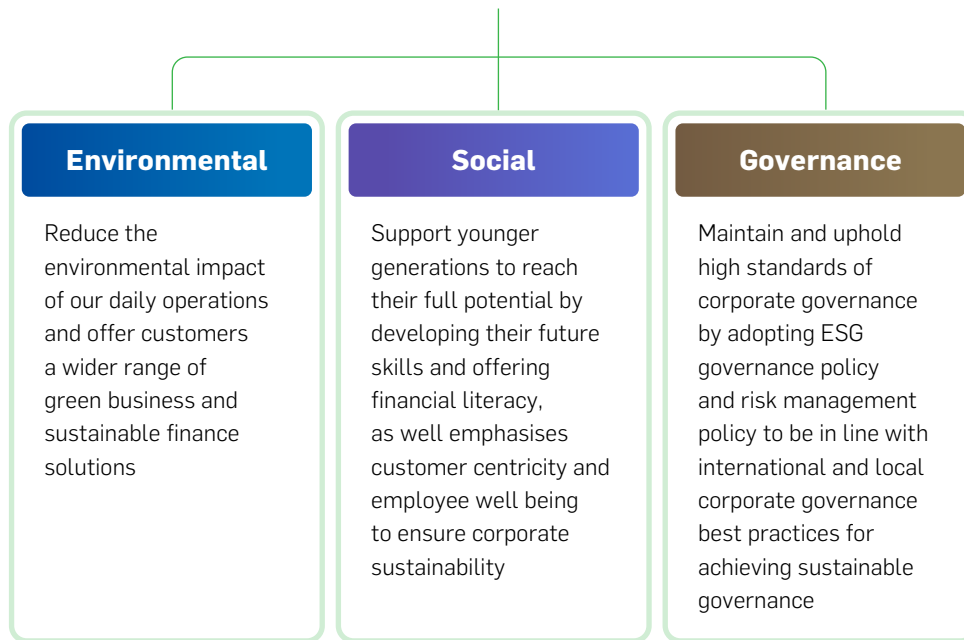 Environmental
Reduce the
environmental impact
of our daily operations
and offer customers
a wider range of
green business and
sustainable finance
solutions
Social
Support younger
generations to reach
their full potential by
developing their future
skills and offering
financial literacy,
as well emphasises
customer centricity and
employee well being
to ensure corporate
sustainability
Governance
Maintain and uphold
high standards of
corporate governance
by adopting ESG
governance policy
and risk management
policy to be in line with
international and local
corporate governance
best practices for
achieving sustainable
governance